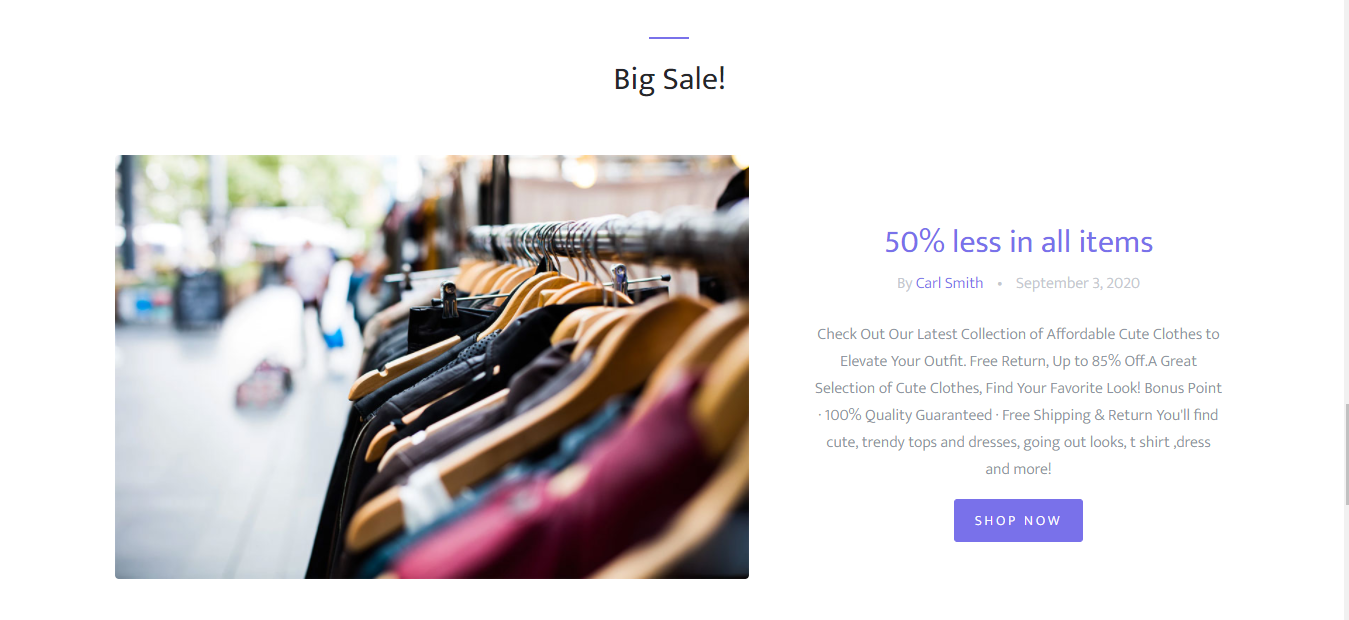 Big Sale!
50% less in all items
By Carl Smith • September 3, 2020
Check Out Our Latest Collection of Affordable Cute Clothes to
Elevate Your Outfit. Free Return, Up to 85% Off.A Great
Selection of Cute Clothes, Find Your Favorite Look! Bonus Point
· 100% Quality Guaranteed · Free Shipping & Return You'll find
cute, trendy tops and dresses, going out looks, t shirt ,dress
and more!
SHOP NOW